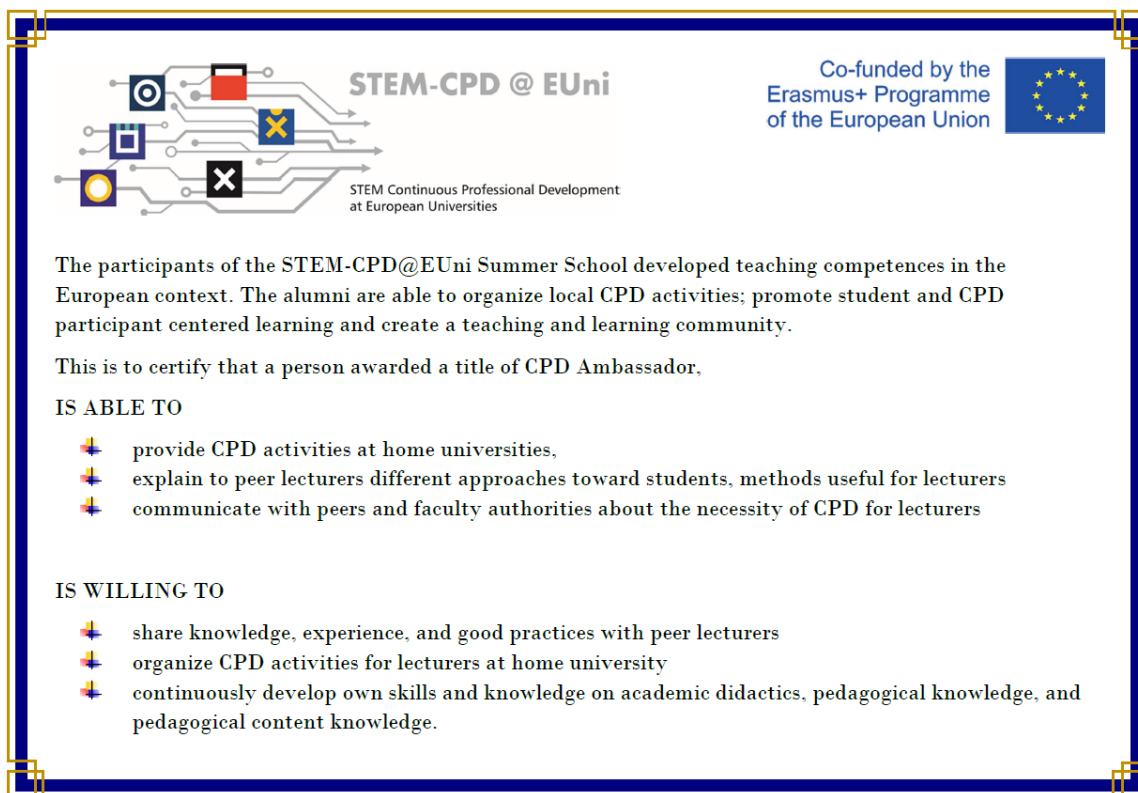 STEM-CPD @ EUni
STEM Continuous Professional Development
at European Universities
Co-funded by the
Erasmus+ Programme
of the European Union
The participants of the STEM-CPD@EUni Summer School developed teaching competences in the
European context. The alumni are able to organize local CPD activities; promote student and CPD
participant centered learning and create a teaching and learning community.
This is to certify that a person awarded a title of CPD Ambassador,
IS ABLE TO
provide CPD activities at home universities,
explain to peer lecturers different approaches toward students, methods useful for lecturers
communicate with peers and faculty authorities about the necessity of CPD for lecturers
IS WILLING TO
share knowledge, experience, and good practices with peer lecturers
organize CPD activities for lecturers at home university
continuously develop own skills and knowledge on academic didactics, pedagogical knowledge, and
pedagogical content knowledge.